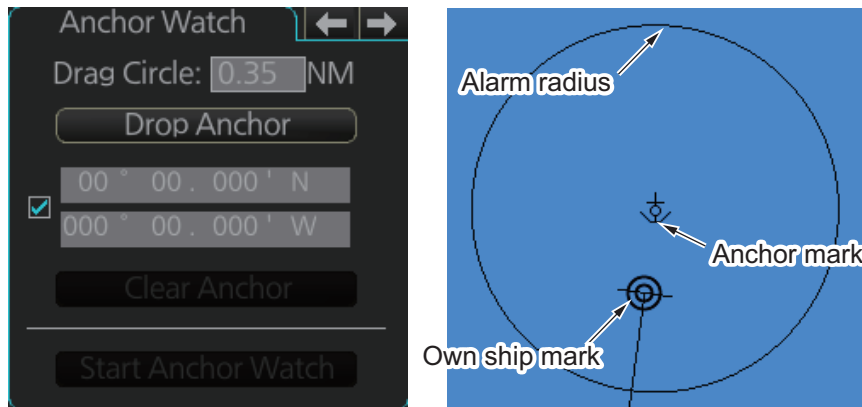 Anchor Watch
Drag Circle: 0.35 NM
Drop Anchor
00 ° 00 . 000 ' N
000 ° 00 . 000 ' W
Clear Anchor
Start Anchor Watch
Alarm radius
Anchor mark
Own ship mark